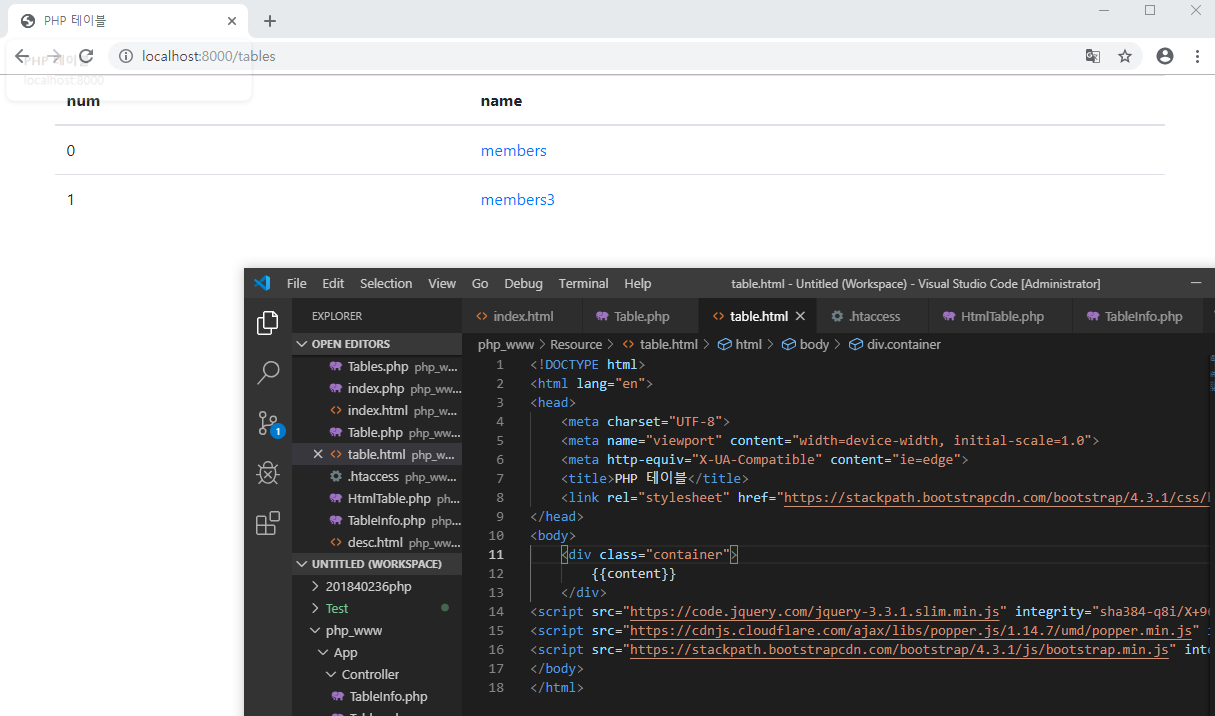 PHP 테이블
localhost:8000/tables
PHP 테이블
localhost:8000
num name
0 members
1 members3
File Edit Selection View Go Debug Terminal Help table.html - Untitled (Workspace) - Visual Studio Code [Administrator]
EXPLORER
index.html Table.php table.html .htaccess HtmlTable.php TableInfo.php
OPEN EDITORS
php_www > Resource > table.html > html > body > div.container
Tables.php php_w...
index.php php_ww...
index.html php_w...
Table.php php_ww...
table.html php_w...
.htaccess php_ww...
HtmlTable.php ph...
TableInfo.php php...
desc.html php_ww...
UNTITLED (WORKSPACE)
201840236php
Test
php_www
App
Controller
TableInfo.php
1
1 <!DOCTYPE html>
2 <html lang="en">
3 <head>
4 <meta charset="UTF-8">
5 <meta name="viewport" content="width=device-width, initial-scale=1.0">
6 <meta http-equiv="X-UA-Compatible" content="ie=edge">
7 <title>PHP 테이블</title>
8 <link rel="stylesheet" href="https://stackpath.bootstrapcdn.com/bootstrap/4.3.1/css/
9 </head>
10 <body>
11 <div class="container">
12 {{content}}
13 </div>
14 <script src="https://code.jquery.com/jquery-3.3.1.slim.min.js" integrity="sha384-q8i/X+9
15 <script src="https://cdnjs.cloudflare.com/ajax/libs/popper.js/1.14.7/umd/popper.min.js"
16 <script src="https://stackpath.bootstrapcdn.com/bootstrap/4.3.1/js/bootstrap.min.js" inte
17 </body>
18 </html>